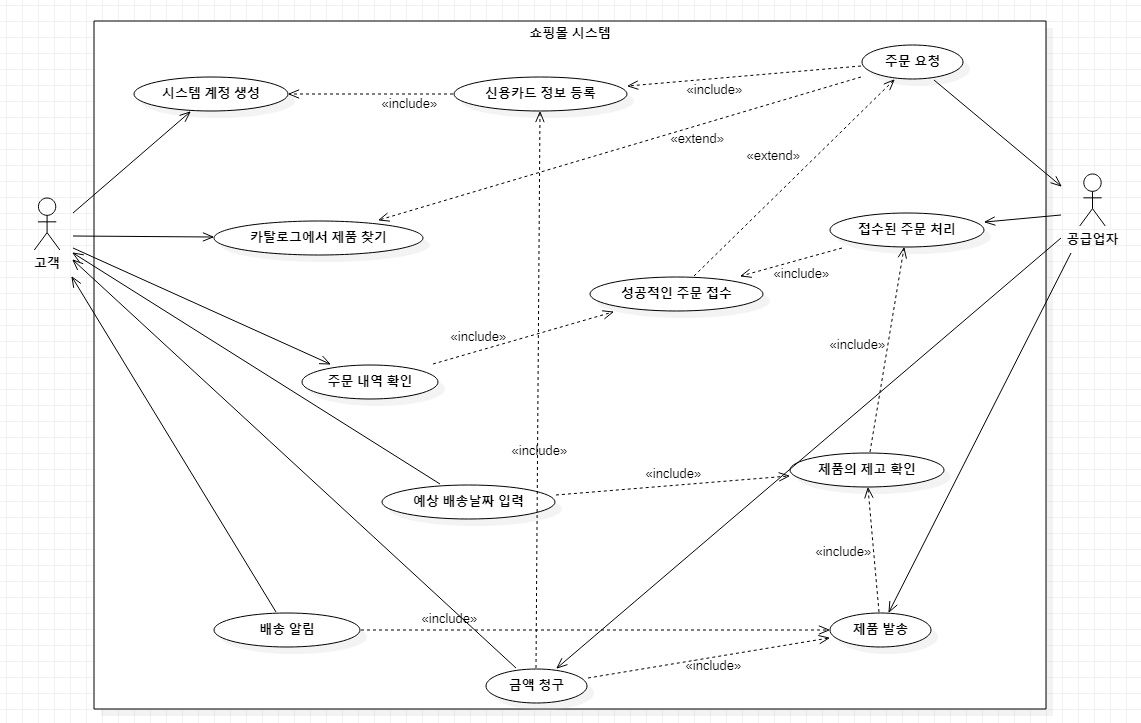 쇼핑몰 시스템
주문 요청
시스템 계정 생성
신용카드 정보 등록
«include»
«include»
«extend»
«extend»
카탈로그에서 제품 찾기
접수된 주문 처리
고객
공급업자
«include»
성공적인 주문 접수
«include»
«include»
주문 내역 확인
«include»
«include»
제품의 제고 확인
예상 배송날짜 입력
«include»
«include»
배송 알림
제품 발송
«include»
금액 청구